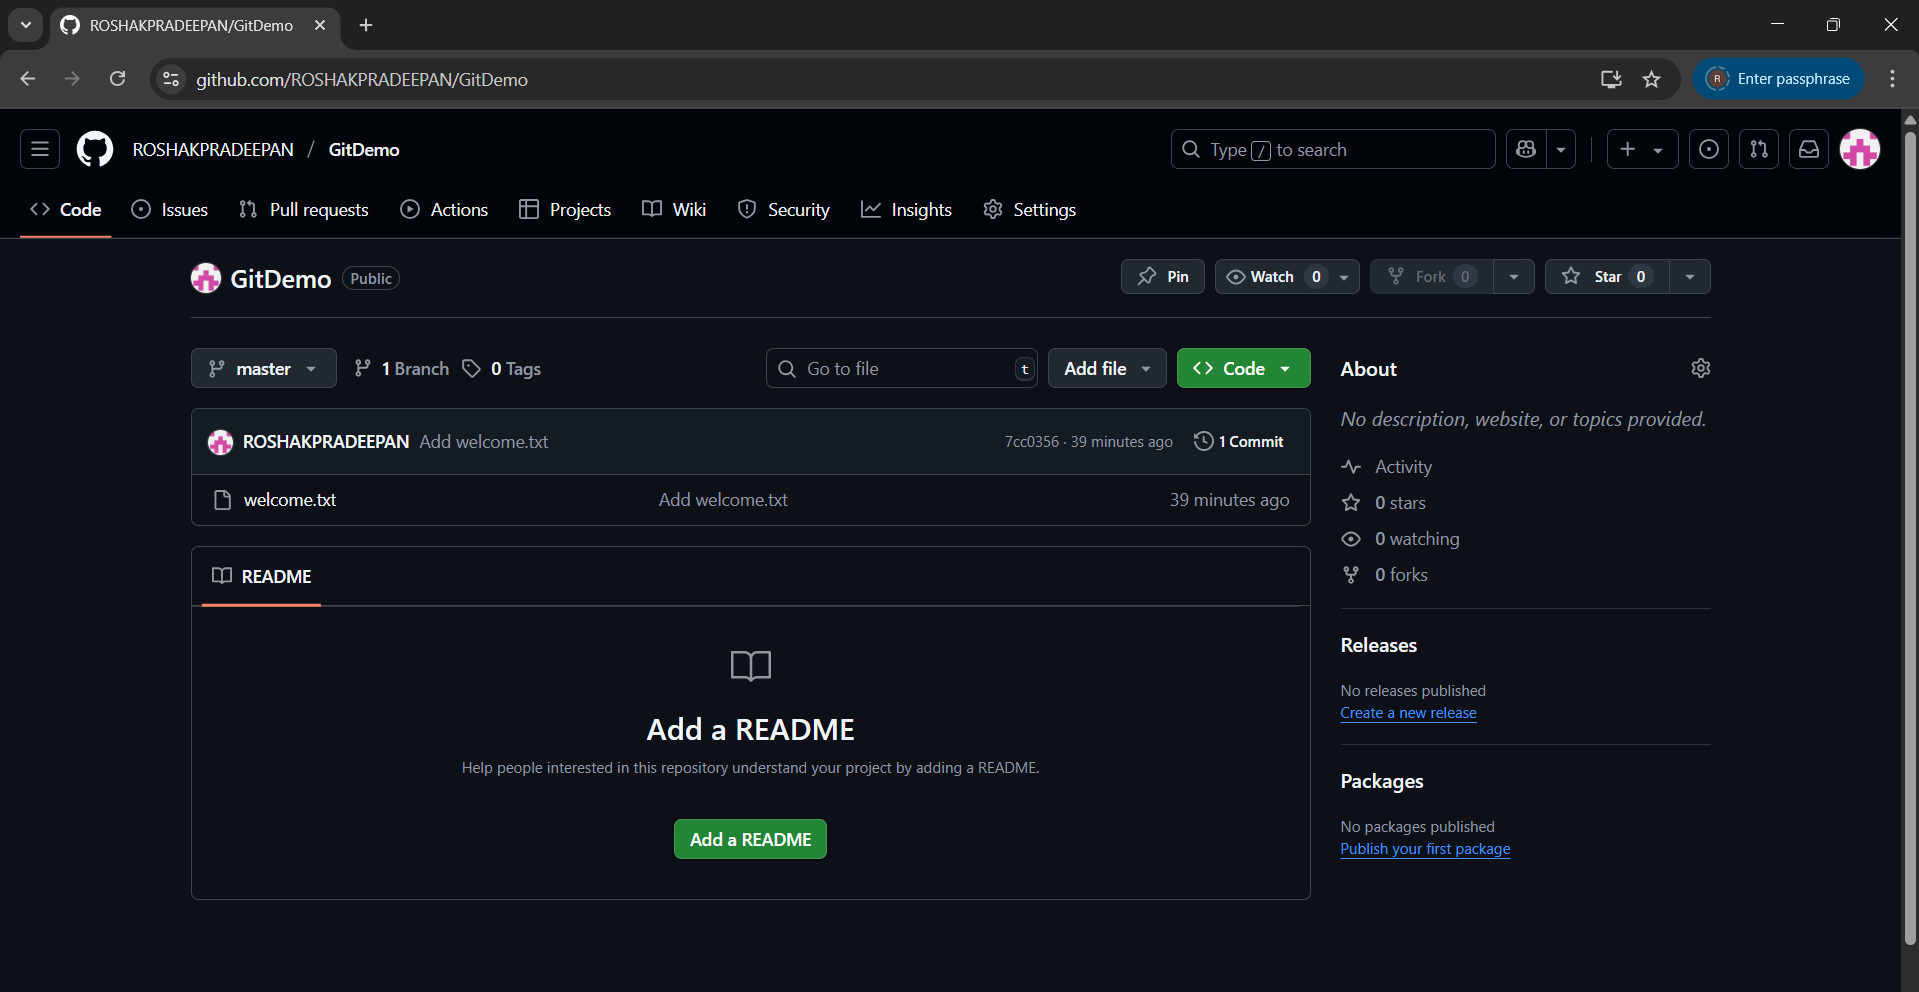 ROSHAKPRADEEPAN/GitDemo
github.com/ROSHAKPRADEEPAN/GitDemo
R Enter passphrase
ROSHAKPRADEEPAN / GitDemo
Type / to search
Code Issues Pull requests Actions Projects Wiki Security Insights Settings
GitDemo Public
Pin Watch 0 Fork 0 Star 0
master 1 Branch 0 Tags
Go to file t Add file Code
About
No description, website, or topics provided.
ROSHAKPRADEEPAN Add welcome.txt 7cc0356 · 39 minutes ago 1 Commit
welcome.txt Add welcome.txt 39 minutes ago
Activity
0 stars
0 watching
0 forks
README
Add a README
Help people interested in this repository understand your project by adding a README.
Add a README
Releases
No releases published
Create a new release
Packages
No packages published
Publish your first package